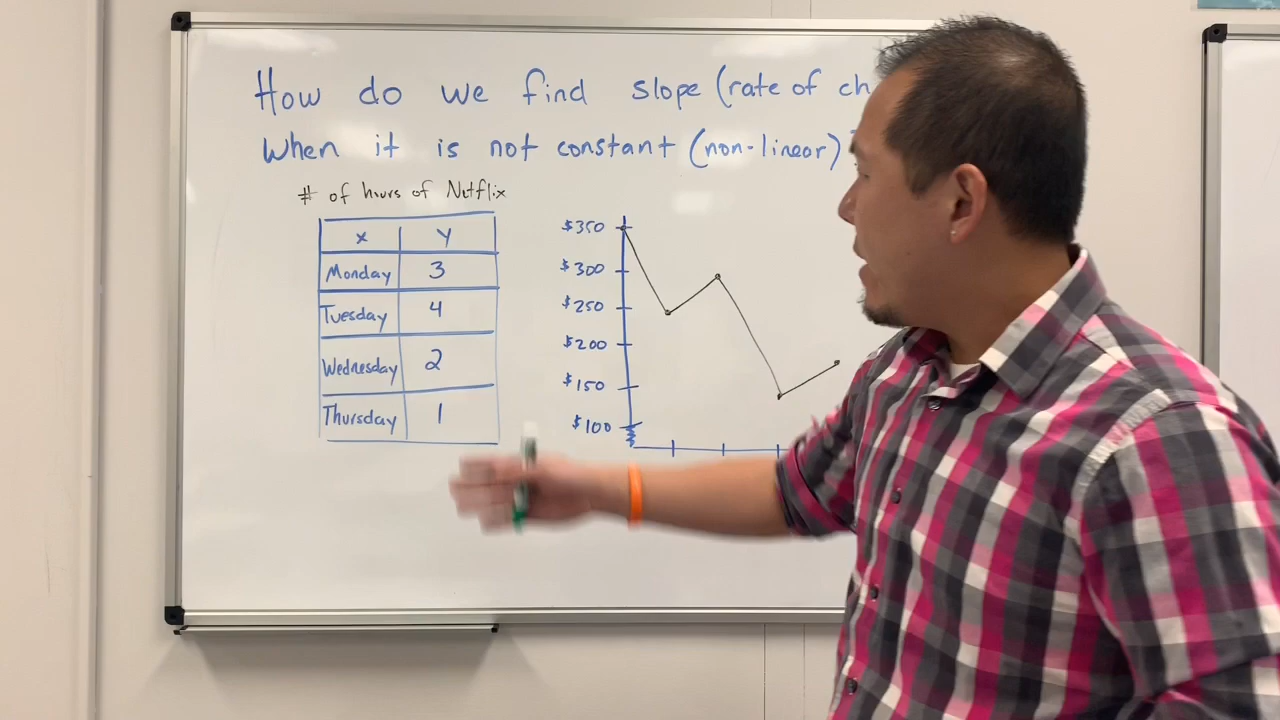 How do we find slope (rate of ch
When it is not constant (non-linear)
# of hours of Netflix
x y
Monday 3
Tuesday 4
Wednesday 2
Thursday 1
$350
$300
$250
$200
$150
$100